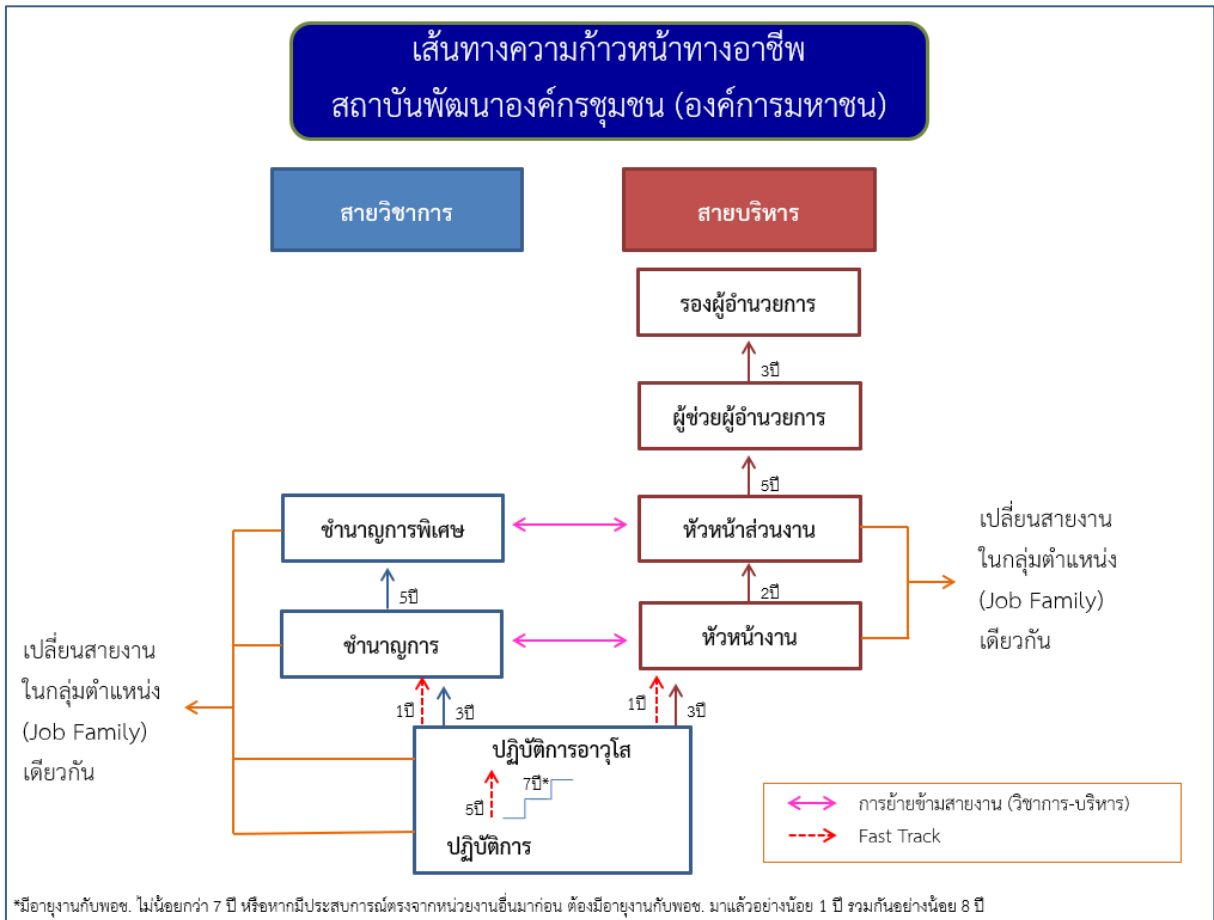 เส้นทางความก้าวหน้าทางอาชีพ
สถาบันพัฒนาองค์กรชุมชน (องค์การมหาชน)
สายวิชาการ
สายบริหาร
รองผู้อำนวยการ
3ปี
ผู้ช่วยผู้อำนวยการ
5ปี
ชำนาญการพิเศษ
หัวหน้าส่วนงาน
เปลี่ยนสายงาน
ในกลุ่มตำแหน่ง
(Job Family)
เดียวกัน
5ปี
2ปี
ชำนาญการ
หัวหน้างาน
เปลี่ยนสายงาน
ในกลุ่มตำแหน่ง
(Job Family)
เดียวกัน
1ปี
3ปี
1ปี
3ปี
ปฏิบัติการอาวุโส
7ปี*
5ปี
ปฏิบัติการ
การย้ายข้ามสายงาน (วิชาการ-บริหาร)
Fast Track
*มีอายุงานกับพอช. ไม่น้อยกว่า 7 ปี หรือหากมีประสบการณ์ตรงจากหน่วยงานอื่นมาก่อน ต้องมีอายุงานกับพอช. มาแล้วอย่างน้อย 1 ปี รวมกันอย่างน้อย 8 ปี